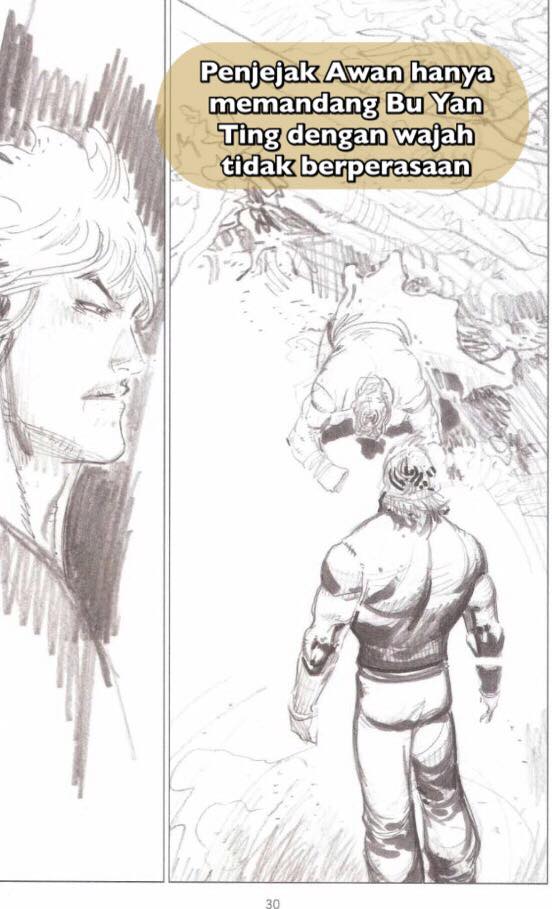 Penjejak Awan hanya
memandang Bu Yan
Ting dengan wajah
tidak berperasaan
30